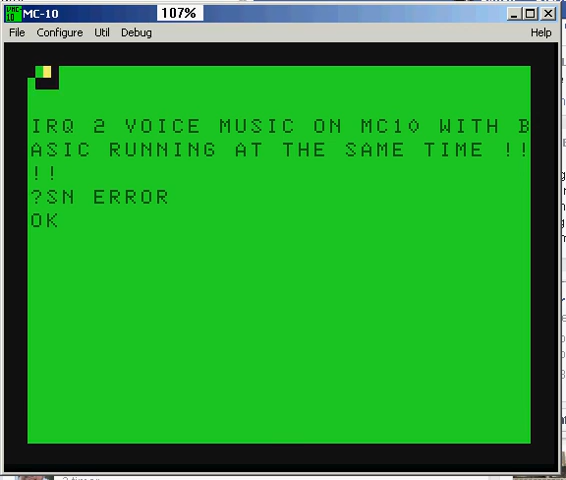 MC-10
107%
File Configure Util Debug Help
IRQ 2 VOICE MUSIC ON MC10 WITH B
ASIC RUNNING AT THE SAME TIME !!
!!
?SN ERROR
OK